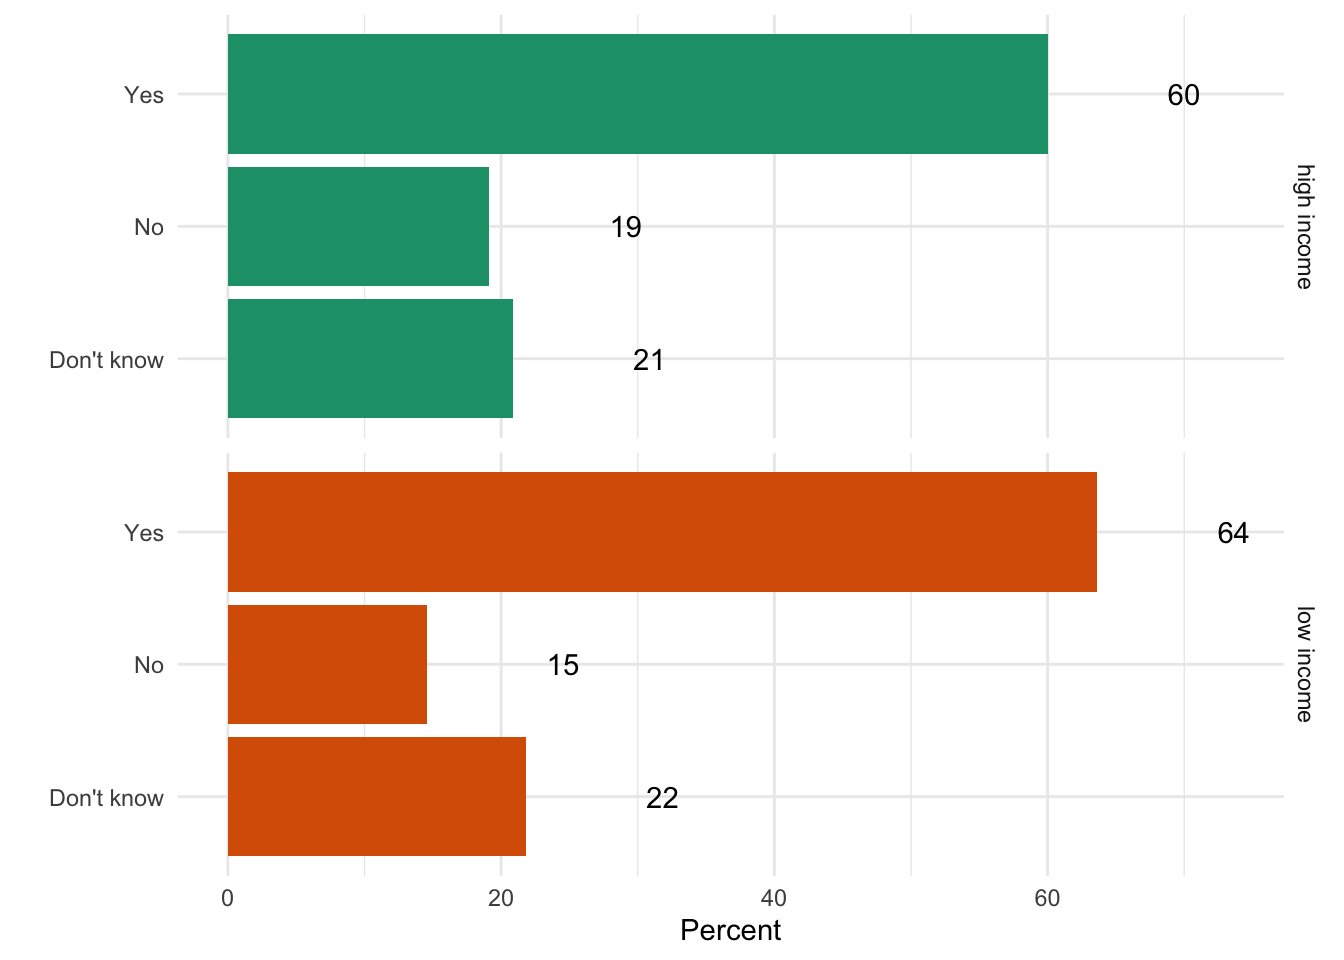 Yes 60
No 19
Don't know 21
high income
Yes 64
No 15
Don't know 22
low income
0 20 40 60
Percent